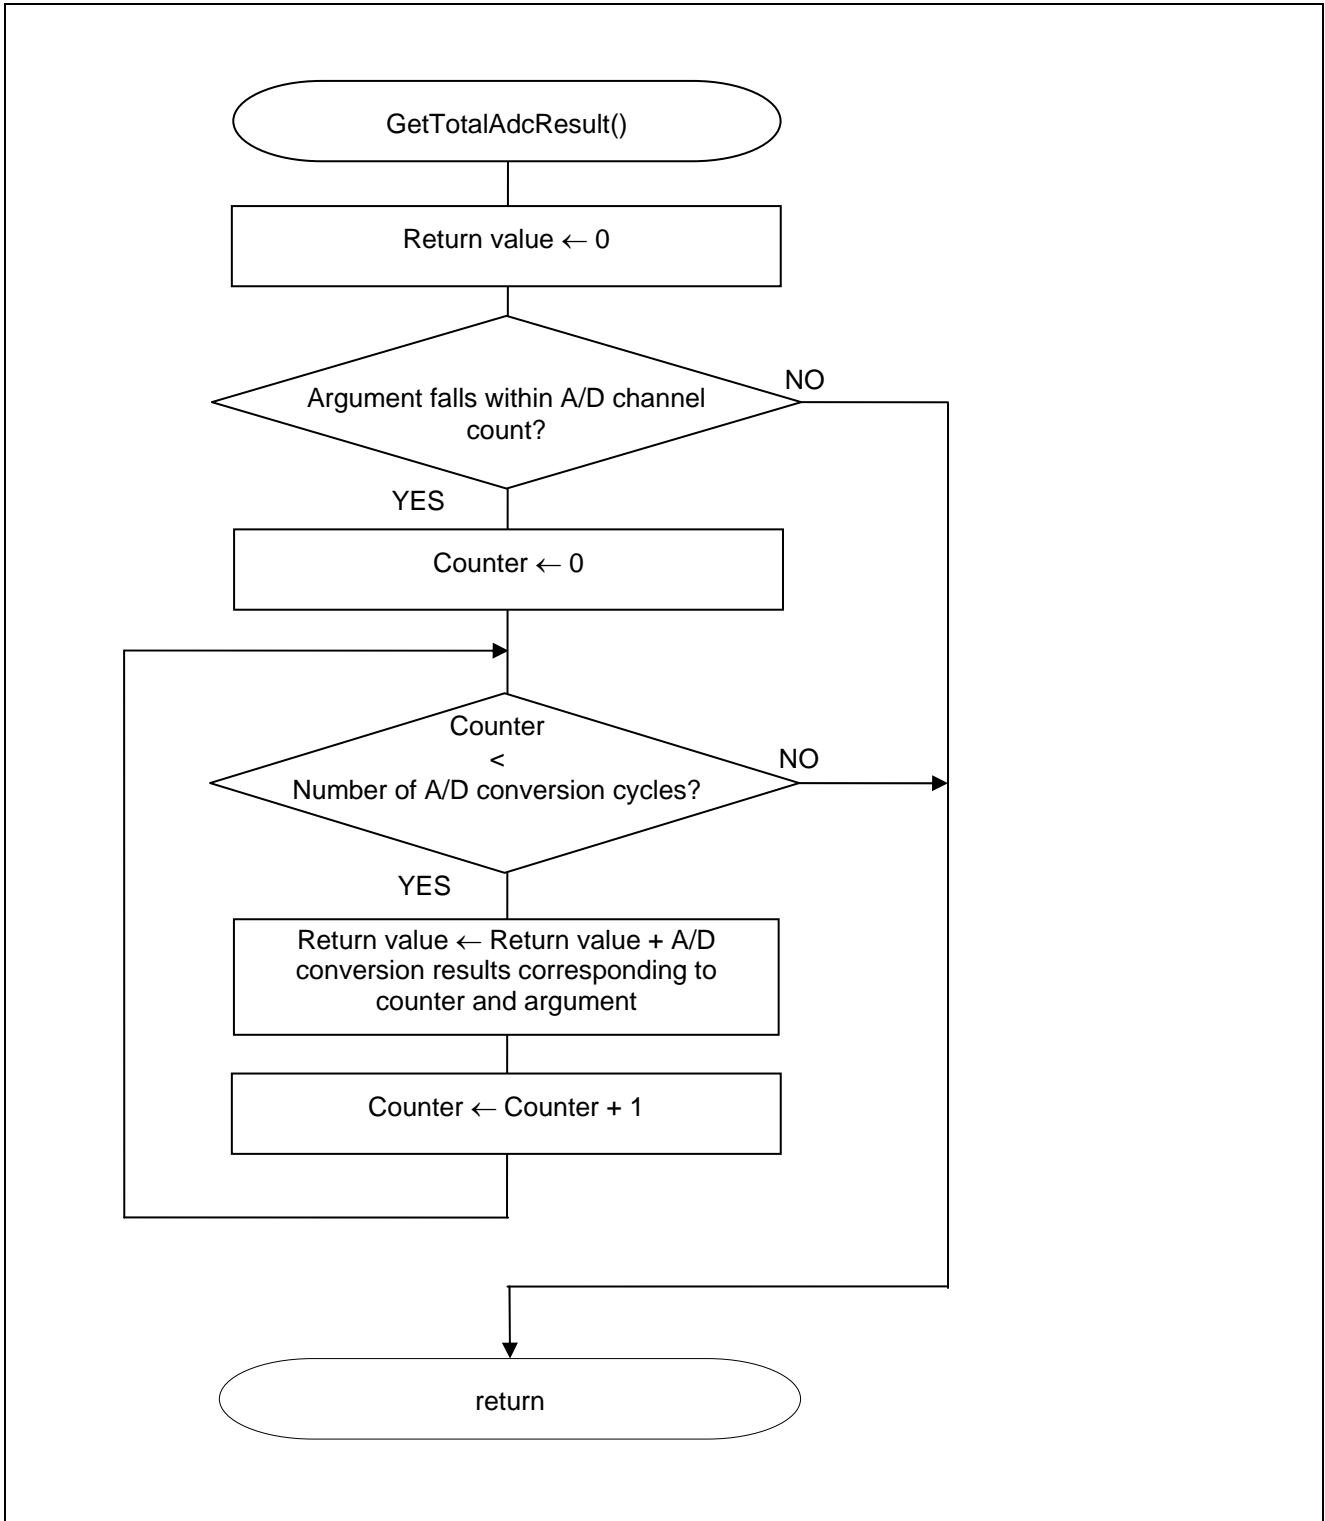 GetTotalAdcResult()
Return value ← 0
Argument falls within A/D channel
count?
NO
YES
Counter ← 0
Counter
<
Number of A/D conversion cycles?
NO
YES
Return value ← Return value + A/D
conversion results corresponding to
counter and argument
Counter ← Counter + 1
return